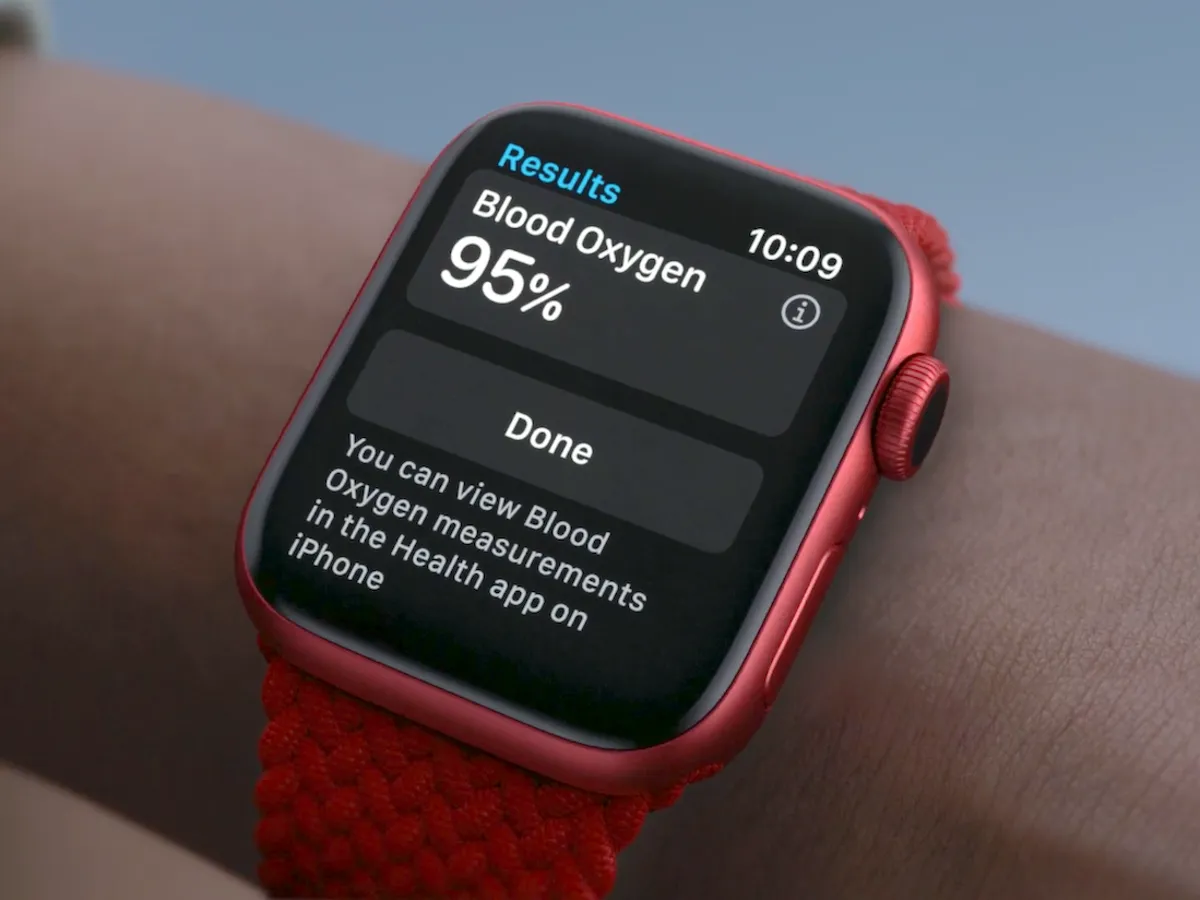 Results
10:09
Blood Oxygen
95%
Done
You can view Blood
Oxygen measurements
in the Health app on
iPhone